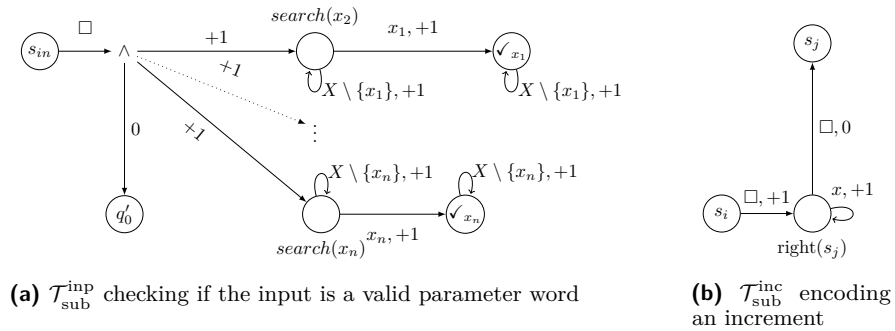 search(x₂)
□
+1
x₁, +1
s_in
∧
✓x₁
+1
X \ {x₁}, +1
X \ {x₁}, +1
+1
⋮
0
X \ {xₙ}, +1
X \ {xₙ}, +1
q′₀
✓xₙ
xₙ, +1
search(xₙ)
(a) 𝒯_sub^inp checking if the input is a valid parameter word
s_j
□, 0
□, +1
x, +1
s_i
right(s_j)
(b) 𝒯_sub^inc encoding
an increment